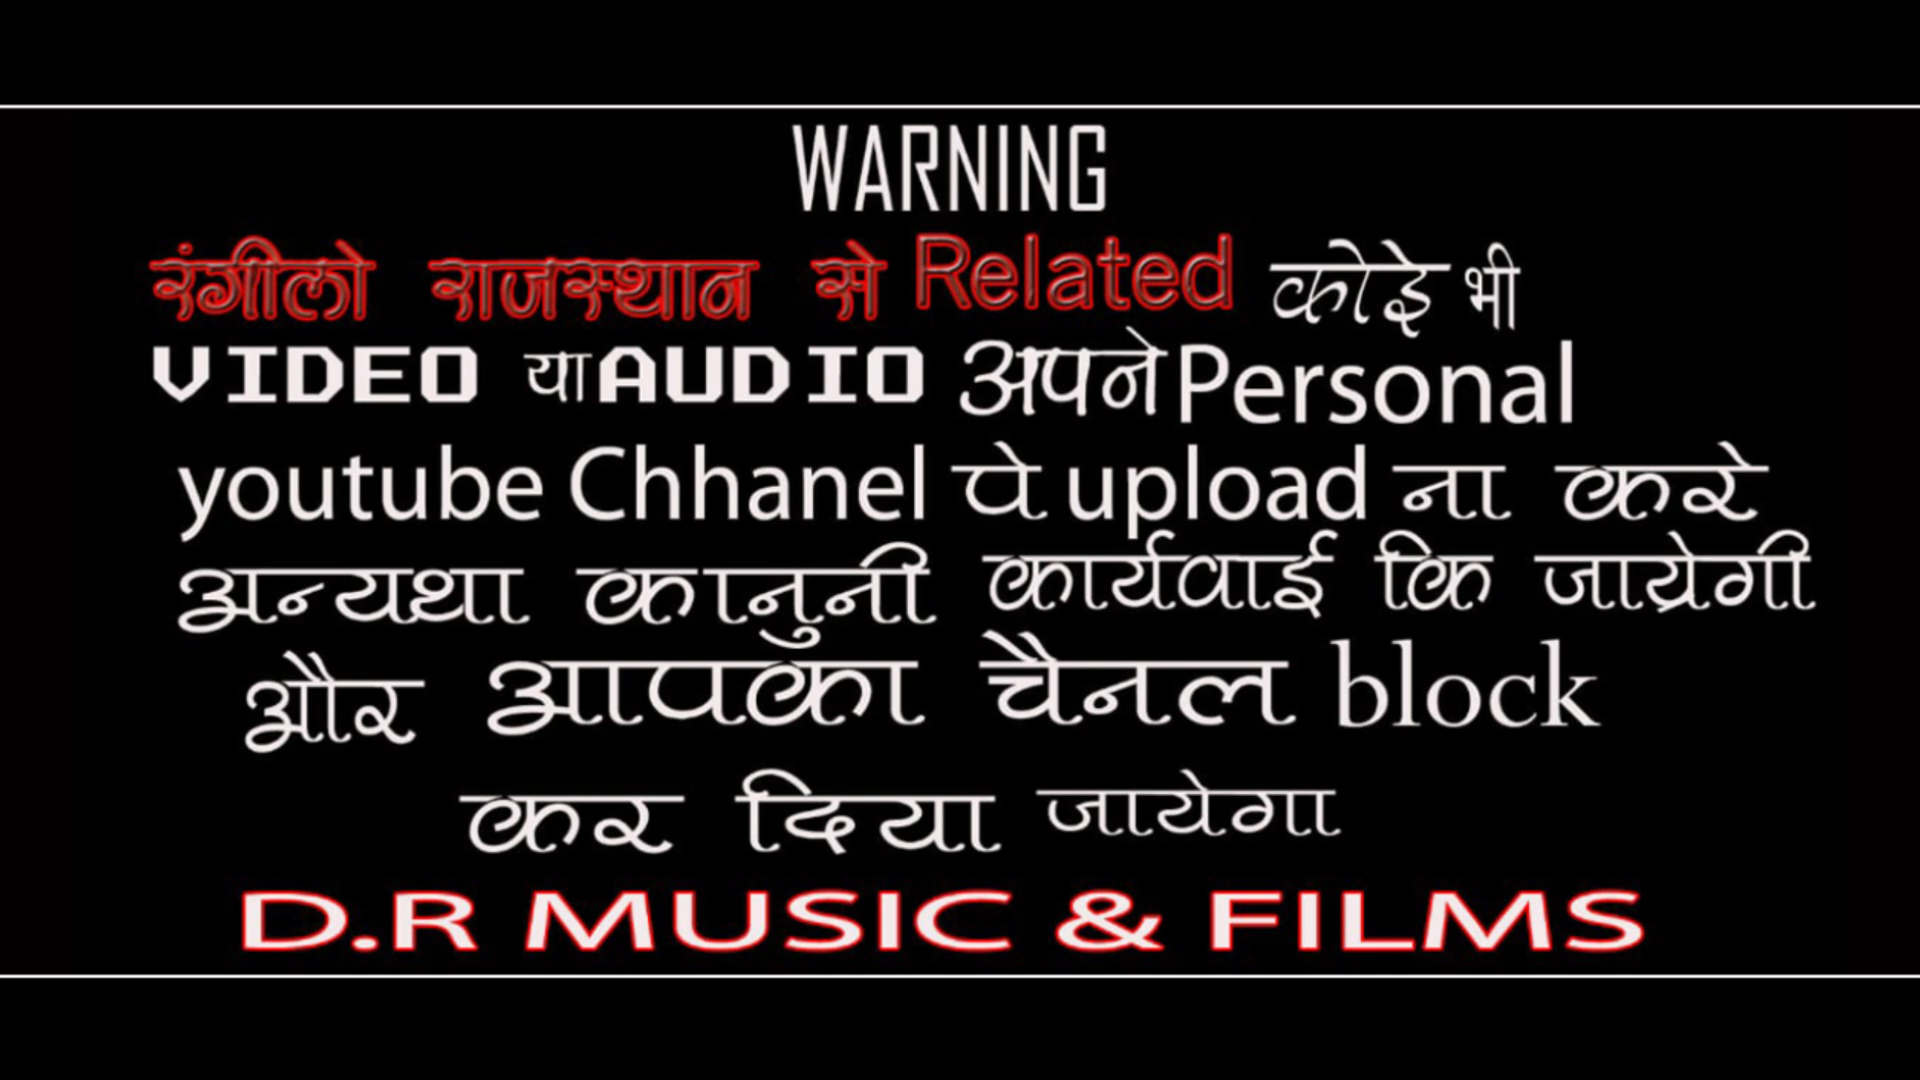 WARNING
रंगीलो राजस्थान से Related कोइे भी
VIDEO या AUDIO अपने Personal
youtube Chhanel पे upload ना करे
अन्यथा कानुनी कार्यवाई कि जाय्रेगी
और आपका चैनल block
कर दिया जायेगा
D.R MUSIC & FILMS